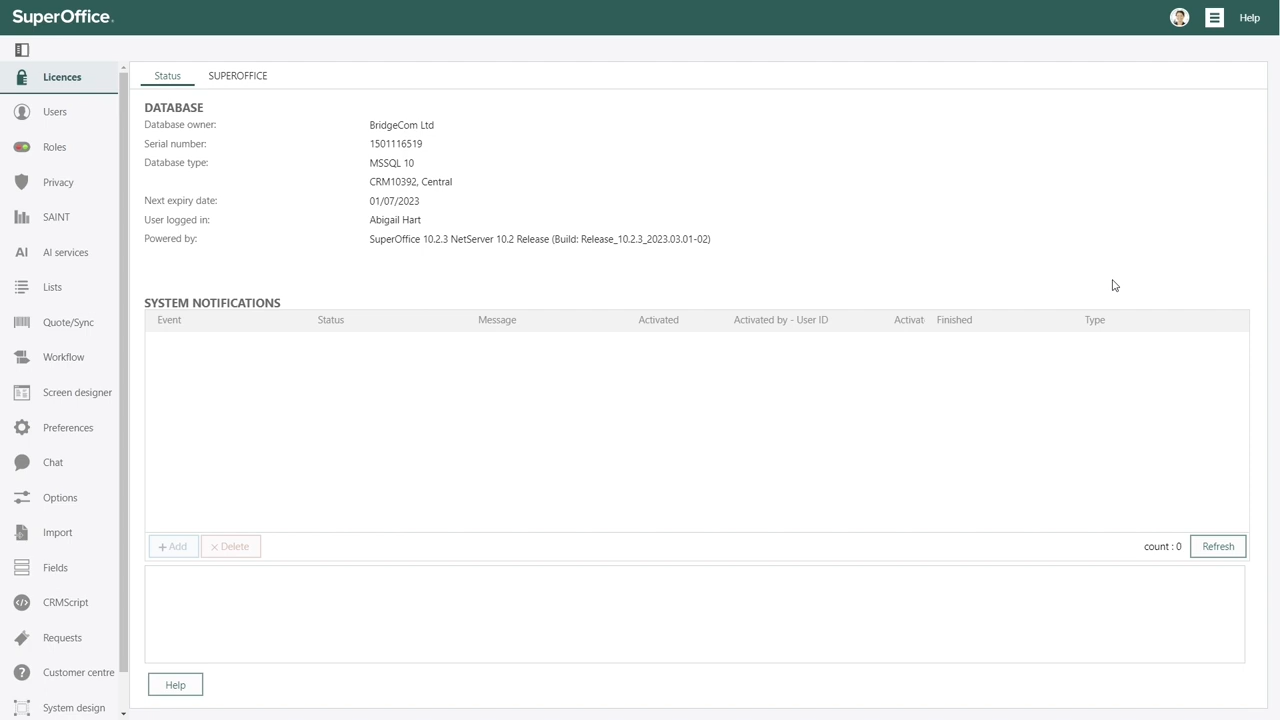 SuperOffice.
Help
Licences
Users
Roles
Privacy
SAINT
AI AI services
Lists
Quote/Sync
Workflow
Screen designer
Preferences
Chat
Options
Import
Fields
CRMScript
Requests
Customer centre
System design
Status SUPEROFFICE
DATABASE
Database owner: BridgeCom Ltd
Serial number: 1501116519
Database type: MSSQL 10
CRM10392, Central
Next expiry date: 01/07/2023
User logged in: Abigail Hart
Powered by: SuperOffice 10.2.3 NetServer 10.2 Release (Build: Release_10.2.3_2023.03.01-02)
SYSTEM NOTIFICATIONS
Event Status Message Activated Activated by - User ID Activat Finished Type
+ Add × Delete count : 0 Refresh
Help